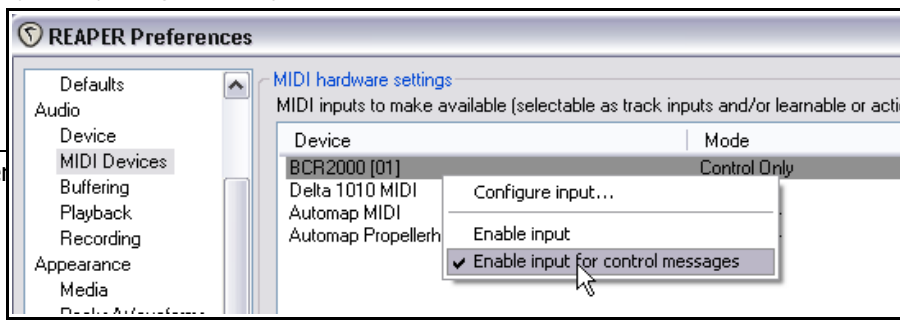 REAPER Preferences
Defaults
Audio
Device
MIDI Devices
Buffering
Playback
Recording
Appearance
Media
MIDI hardware settings
MIDI inputs to make available (selectable as track inputs and/or learnable or acti
Device Mode
BCR2000 [01] Control Only
Delta 1010 MIDI
Automap MIDI
Automap Propellerh
Configure input...
Enable input
Enable input for control messages